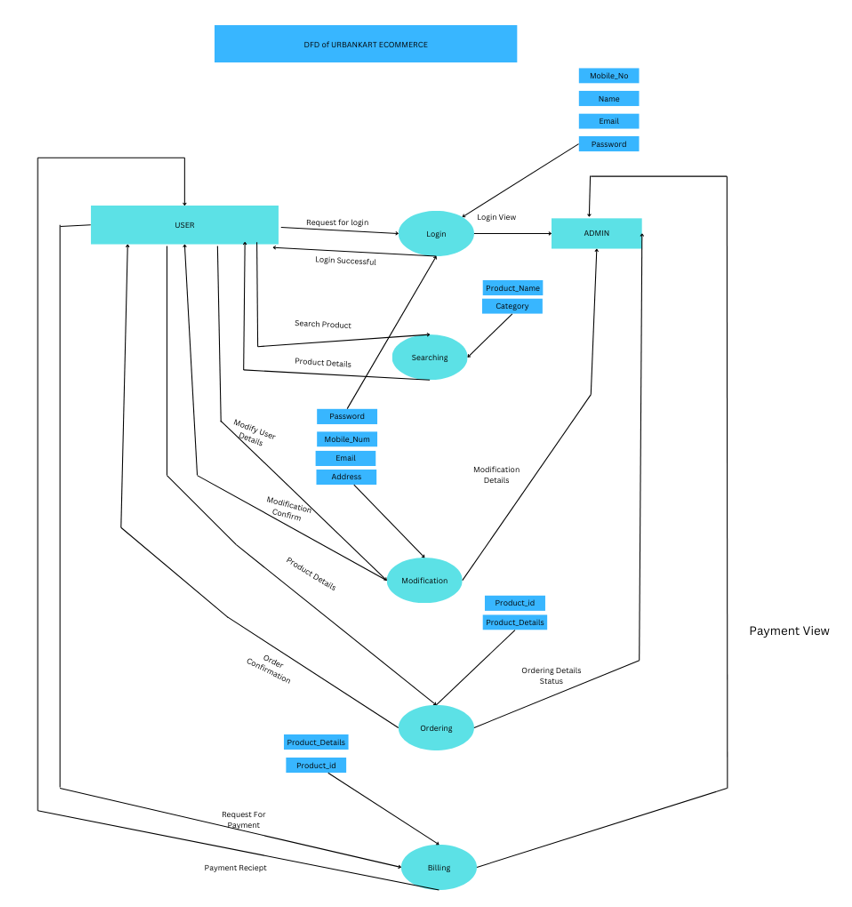 DFD of URBANKART ECOMMERCE
Mobile_No
Name
Email
Password
USER
Request for login
Login
Login View
ADMIN
Login Successful
Product_Name
Category
Search Product
Searching
Product Details
Password
Mobile_Num
Email
Address
Modify User
Details
Modification
Details
Modification
Confirm
Modification
Product Details
Product_id
Product_Details
Payment View
Order
Confirmation
Ordering Details
Status
Ordering
Product_Details
Product_id
Request For
Payment
Payment Reciept
Billing